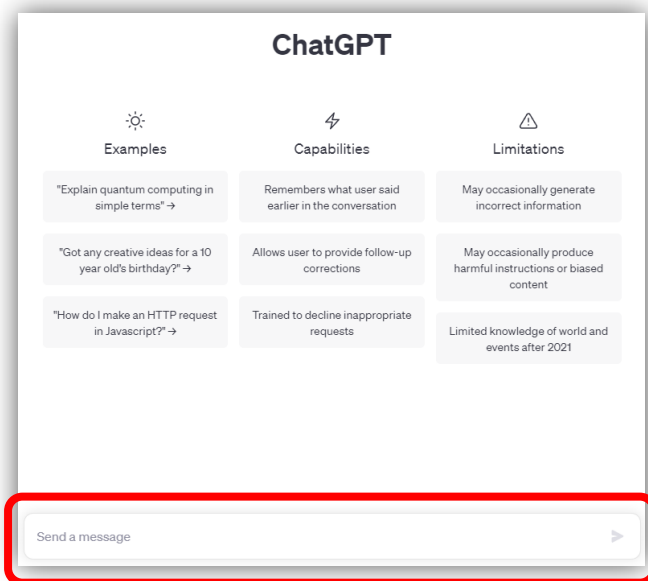 ChatGPT
Examples
"Explain quantum computing in
simple terms" →
"Got any creative ideas for a 10
year old's birthday?" →
"How do I make an HTTP request
in Javascript?" →
Capabilities
Remembers what user said
earlier in the conversation
Allows user to provide follow-up
corrections
Trained to decline inappropriate
requests
Limitations
May occasionally generate
incorrect information
May occasionally produce
harmful instructions or biased
content
Limited knowledge of world and
events after 2021
Send a message